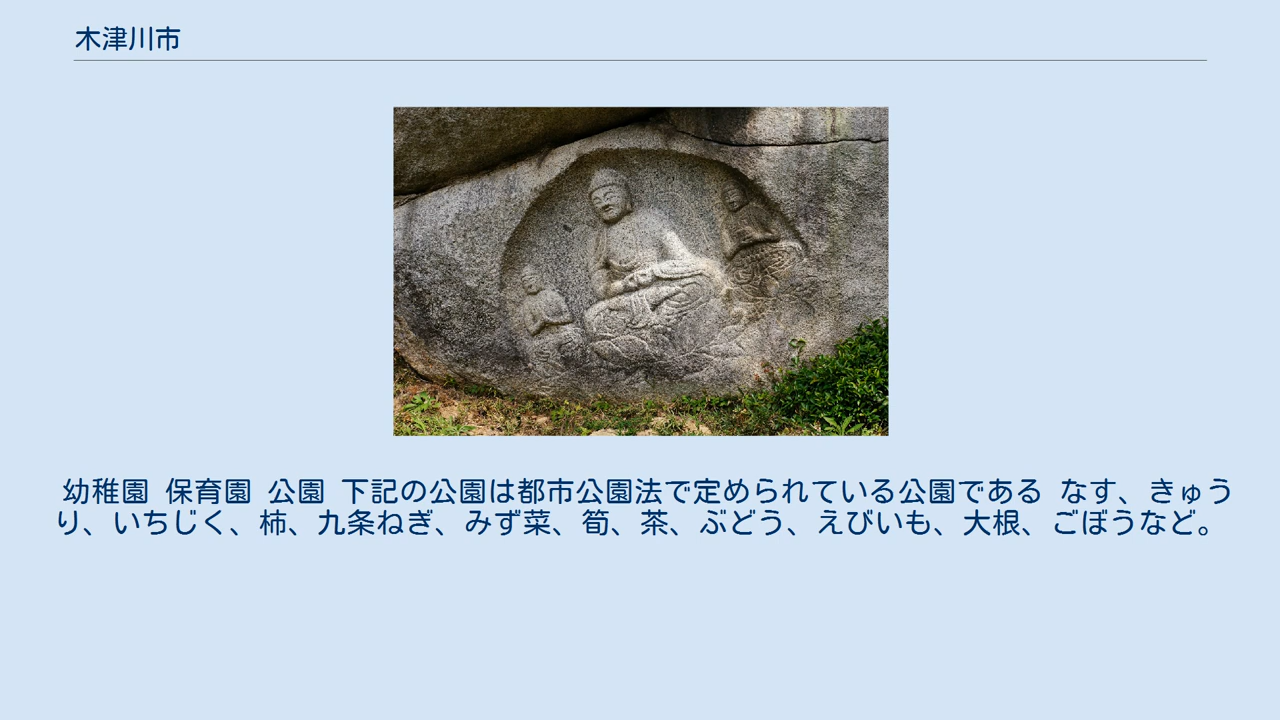 木津川市
幼稚園 保育園 公園 下記の公園は都市公園法で定められている公園である なす、きゅう
り、いちじく、柿、九条ねぎ、みず菜、筍、茶、ぶどう、えびいも、大根、ごぼうなど。